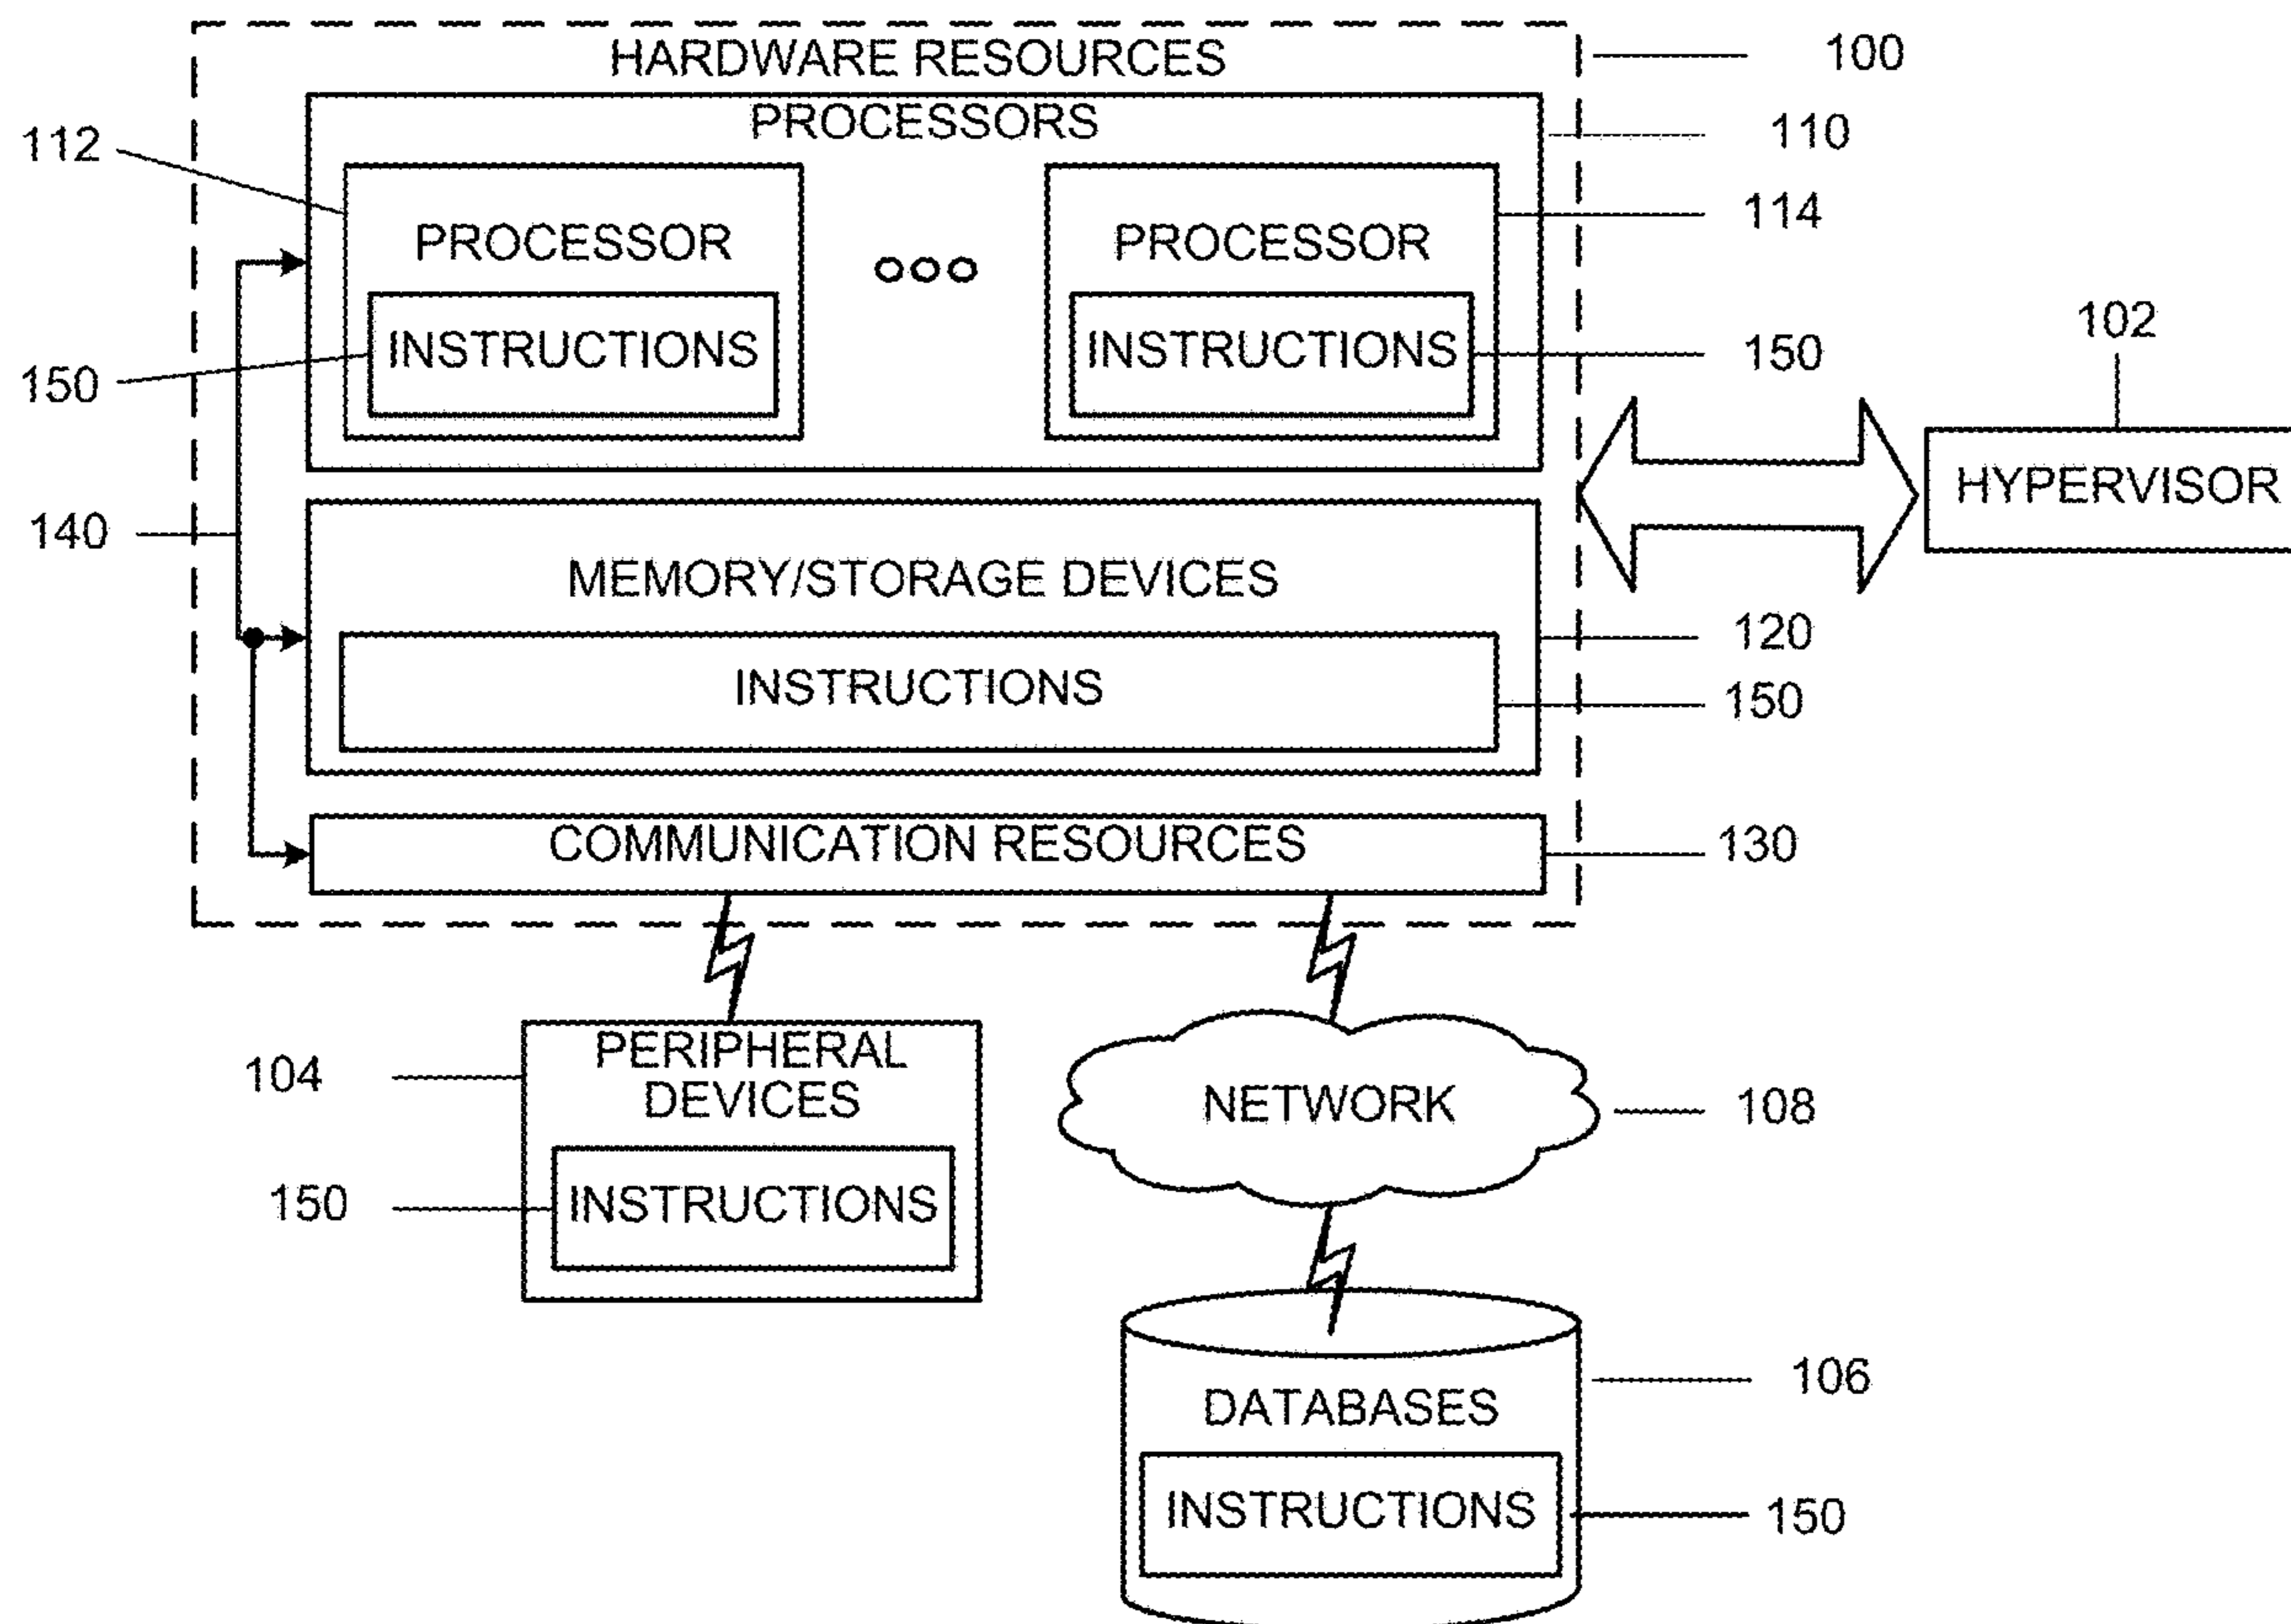 HARDWARE RESOURCES
100
PROCESSORS
110
112
114
PROCESSOR
PROCESSOR
INSTRUCTIONS
INSTRUCTIONS
150
150
102
HYPERVISOR
140
MEMORY/STORAGE DEVICES
120
INSTRUCTIONS
150
COMMUNICATION RESOURCES
130
PERIPHERAL
DEVICES
104
NETWORK
108
INSTRUCTIONS
150
106
DATABASES
INSTRUCTIONS
150